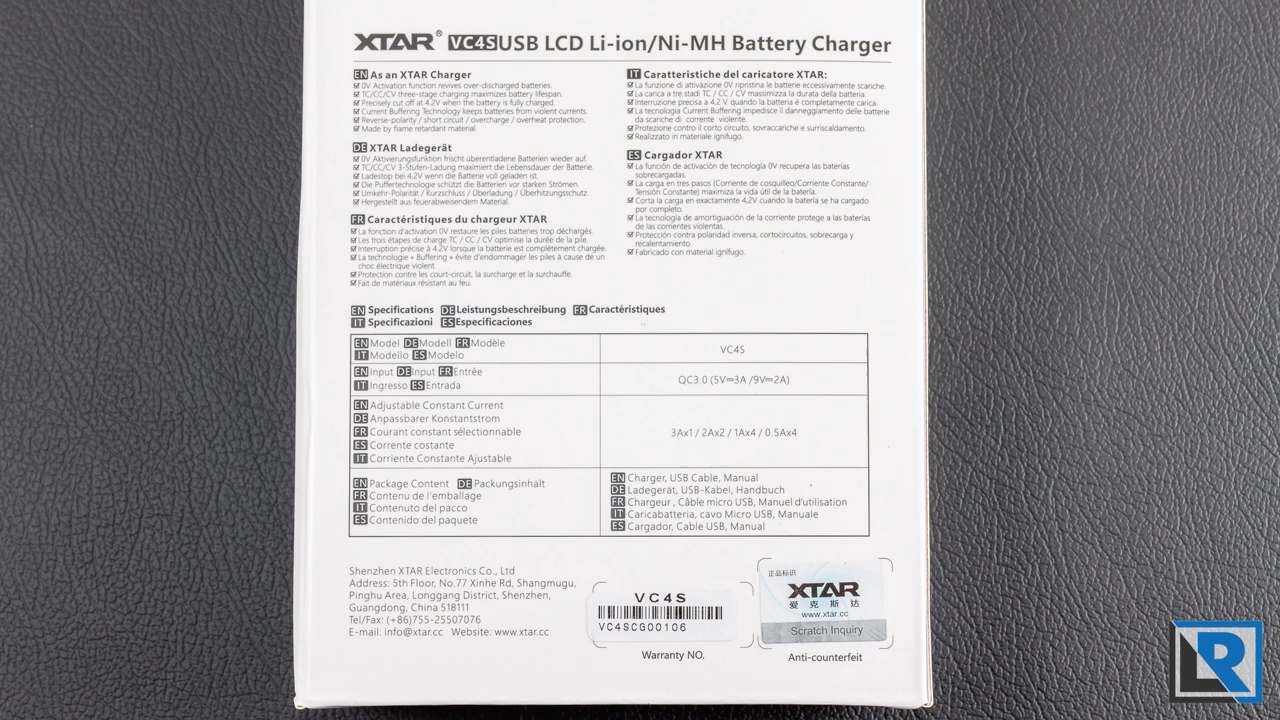 XTAR® VC4S USB LCD Li-ion/Ni-MH Battery Charger
EN As an XTAR Charger
0V Activation function revives over-discharged batteries.
TC/CC/CV three-stage charging maximizes battery lifespan.
Precisely cut off at 4.2V when the battery is fully charged.
Current Buffering Technology keeps batteries from violent currents.
Reverse-polarity / short circuit / overcharge / overheat protection.
Made by flame retardant material.
DE XTAR Ladegerät
0V Aktivierungsfunktion frischt überentladene Batterien wieder auf.
TC/CC/CV 3-Stufen-Ladung maximiert die Lebensdauer der Batterie.
Ladestop bei 4,2V wenn die Batterie voll geladen ist.
Die Puffertechnologie schützt die Batterien vor starken Strömen.
Umkehr-Polarität / Kurzschluss / Überladung / Überhitzungsschutz.
Hergestellt aus feuerabweisendem Material.
FR Caractéristiques du chargeur XTAR
La fonction d'activation 0V restaure les piles batteries trop déchargés.
Les trois étapes de charge TC / CC / CV optimise la durée de la pile.
Interruption précise à 4.2V lorsque la batterie est complètement chargée.
La technologie « Buffering » évite d'endommager les piles à cause de un
choc électrique violent.
Protection contre les court-circuit, la surcharge et la surchauffe.
Fait de matériaux résistant au feu.
IT Caratteristiche del caricatore XTAR:
La funzione di attivazione 0V ripristina le batterie eccessivamente scariche.
La carica a tre stadi TC / CC / CV massimizza la durata della batteria.
Interruzione precisa a 4.2 V quando la batteria è completamente carica.
La tecnologia Current Buffering impedisce il danneggiamento delle batterie
da scariche di corrente violente.
Protezione contro il corto circuito, sovraccariche e surriscaldamento.
Realizzato in materiale ignifugo.
ES Cargador XTAR
La función de activación de tecnología 0V recupera las baterías
sobrecargadas.
La carga en tres pasos (Corriente de cosquilleo/Corriente Constante/
Tensión Constante) maximiza la vida útil de la batería.
Corta la carga en exactamente 4,2V cuando la batería se ha cargado
por completo.
La tecnología de amortiguación de la corriente protege a las baterías
de las corrientes violentas.
Protección contra polaridad inversa, cortocircuitos, sobrecarga y
recalentamiento.
Fabricado con material ignífugo.
EN Specifications DE Leistungsbeschreibung FR Caractéristiques
IT Specificazioni ES Especificaciones
EN Model DE Modell FR Modèle
IT Modello ES Modelo
VC4S
EN Input DE Input FR Entrée
IT Ingresso ES Entrada
QC3.0 (5V⎓3A /9V⎓2A)
EN Adjustable Constant Current
DE Anpassbarer Konstantstrom
FR Courant constant sélectionnable
ES Corrente costante
IT Corriente Constante Ajustable
3Ax1 / 2Ax2 / 1Ax4 / 0.5Ax4
EN Package Content DE Packungsinhalt
FR Contenu de l'emballage
IT Contenuto del pacco
ES Contenido del paquete
EN Charger, USB Cable, Manual
DE Ladegerät, USB-Kabel, Handbuch
FR Chargeur , Câble micro USB, Manuel d'utilisation
IT Caricabatteria, cavo Micro USB, Manuale
ES Cargador, Cable USB, Manual
Shenzhen XTAR Electronics Co., Ltd
Address: 5th Floor, No.77 Xinhe Rd, Shangmugu,
Pinghu Area, Longgang District, Shenzhen,
Guangdong, China 518111
Tel/Fax: (+86)755-25507076
E-mail: info@xtar.cc Website: www.xtar.cc
VC4S
VC4SCG00106
Warranty NO.
正品标识
XTAR
爱克斯达
www.xtar.cc
Scratch Inquiry
Anti-counterfeit
LR